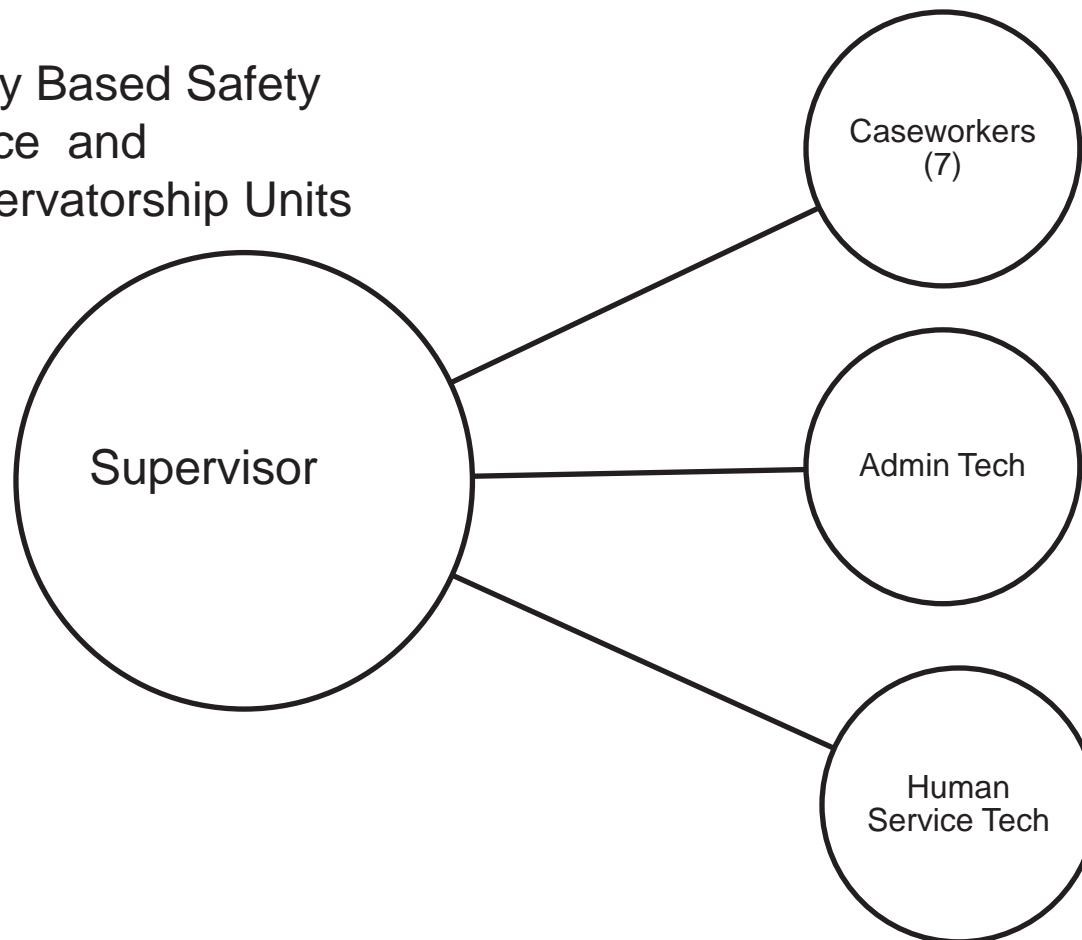 y Based Safety
ce and
ervatorship Units
Caseworkers
(7)
Supervisor
Admin Tech
Human
Service Tech